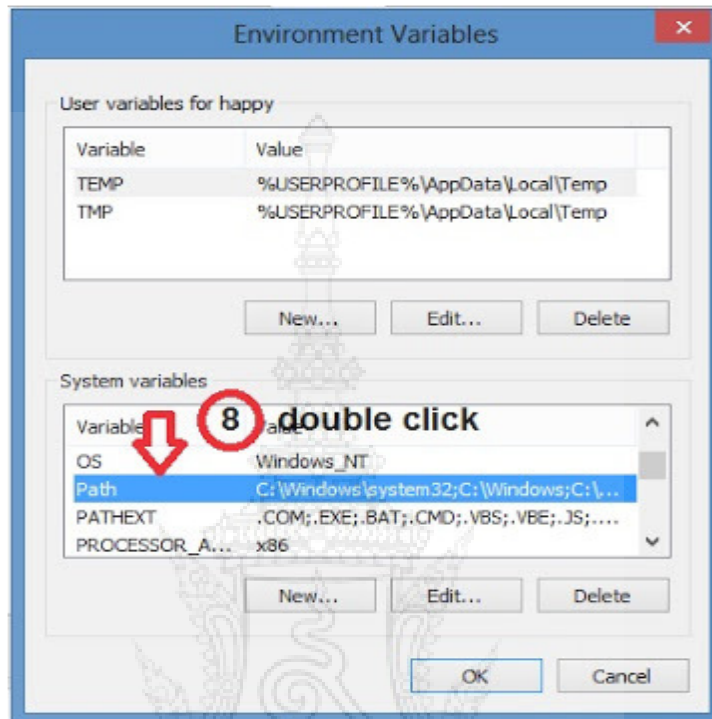 Environment Variables
User variables for happy
Variable Value
TEMP %USERPROFILE%\AppData\Local\Temp
TMP %USERPROFILE%\AppData\Local\Temp
New... Edit... Delete
System variables
8 double click
Variable
OS Windows_NT
Path C:\Windows\system32;C:\Windows;C:\...
PATHEXT .COM;.EXE;.BAT;.CMD;.VBS;.VBE;.JS;....
PROCESSOR_A... x86
New... Edit... Delete
OK Cancel